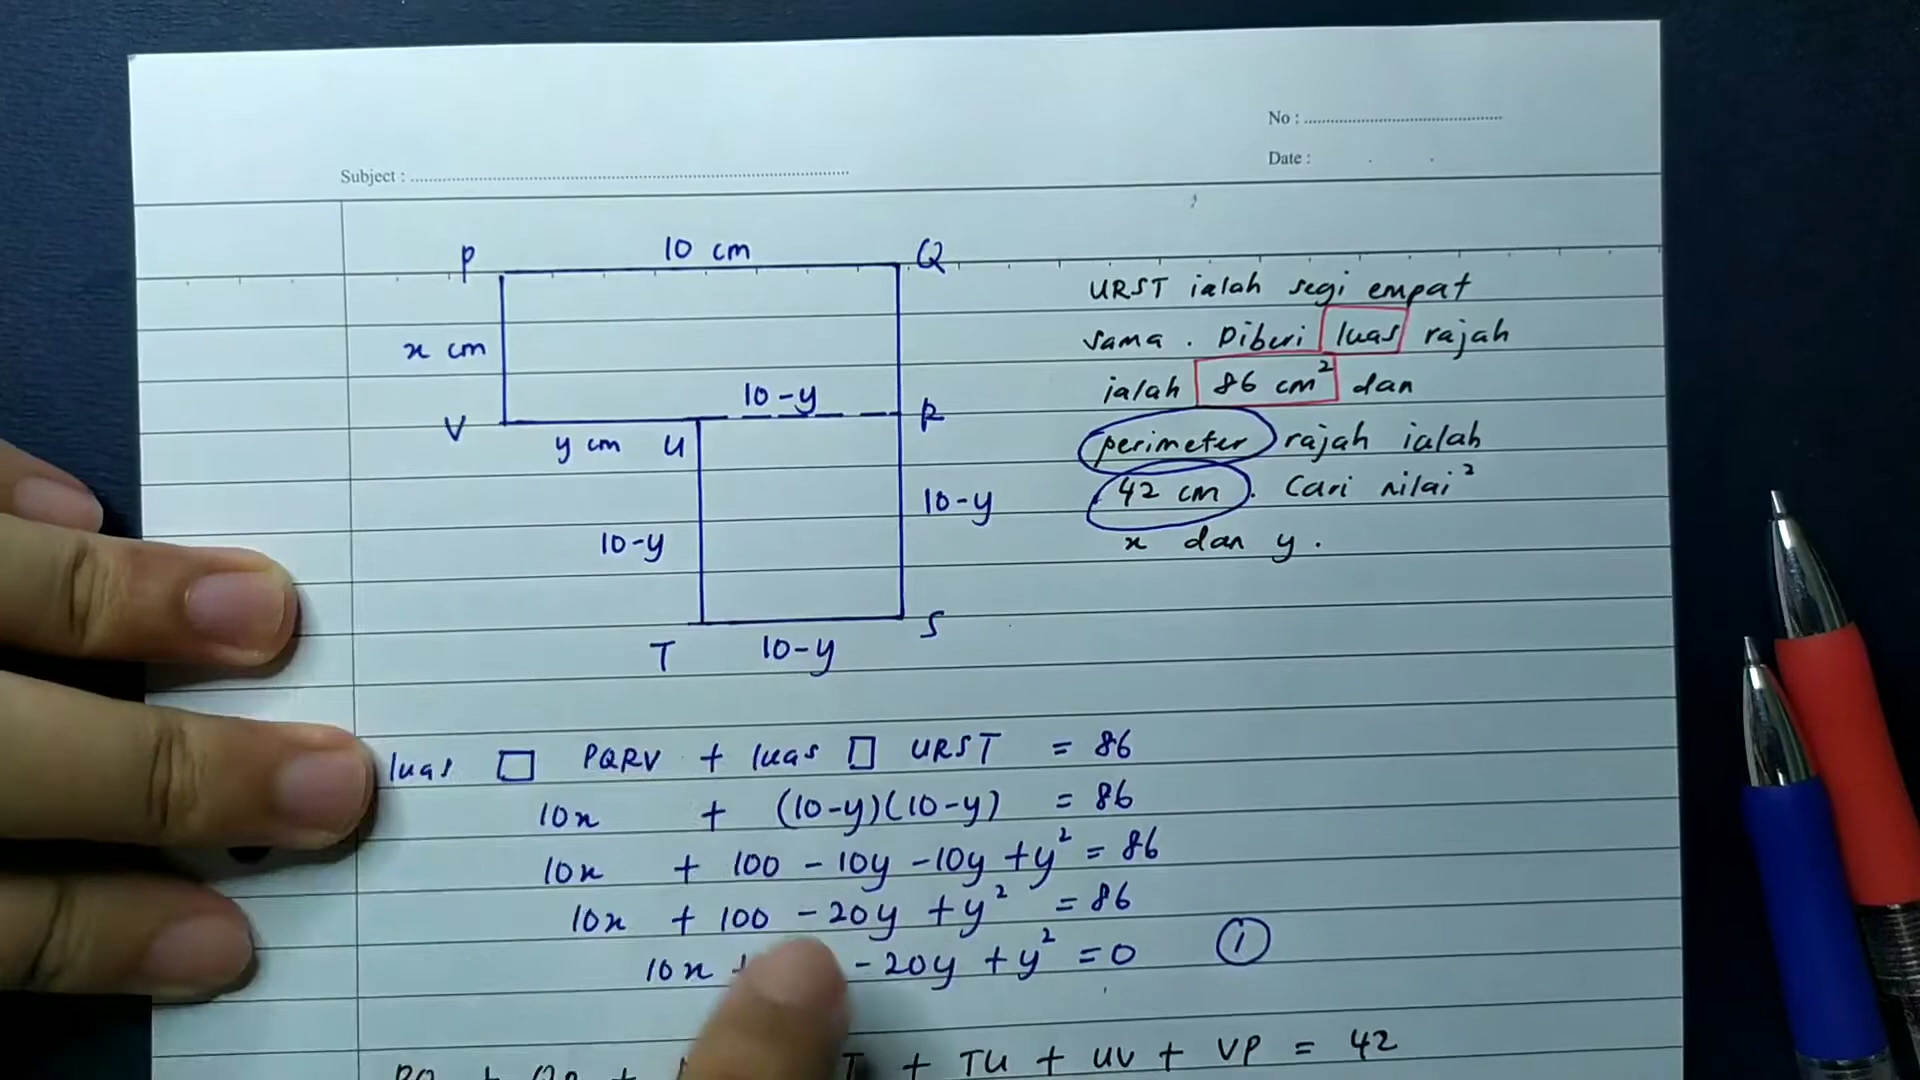 No :
Date :
Subject :
P 10 cm Q
x cm
10-y
V y cm U R
10-y
10-y
T 10-y S
URST ialah segi empat
sama . Diberi luas rajah
ialah 86 cm² dan
perimeter rajah ialah
42 cm . Cari nilai²
x dan y .
luas □ PQRV + luas □ URST = 86
10x + (10-y)(10-y) = 86
10x + 100 - 10y - 10y + y² = 86
10x + 100 - 20y + y² = 86
10x + - 20y + y² = 0 ①
+ + T + TU + UV + VP = 42